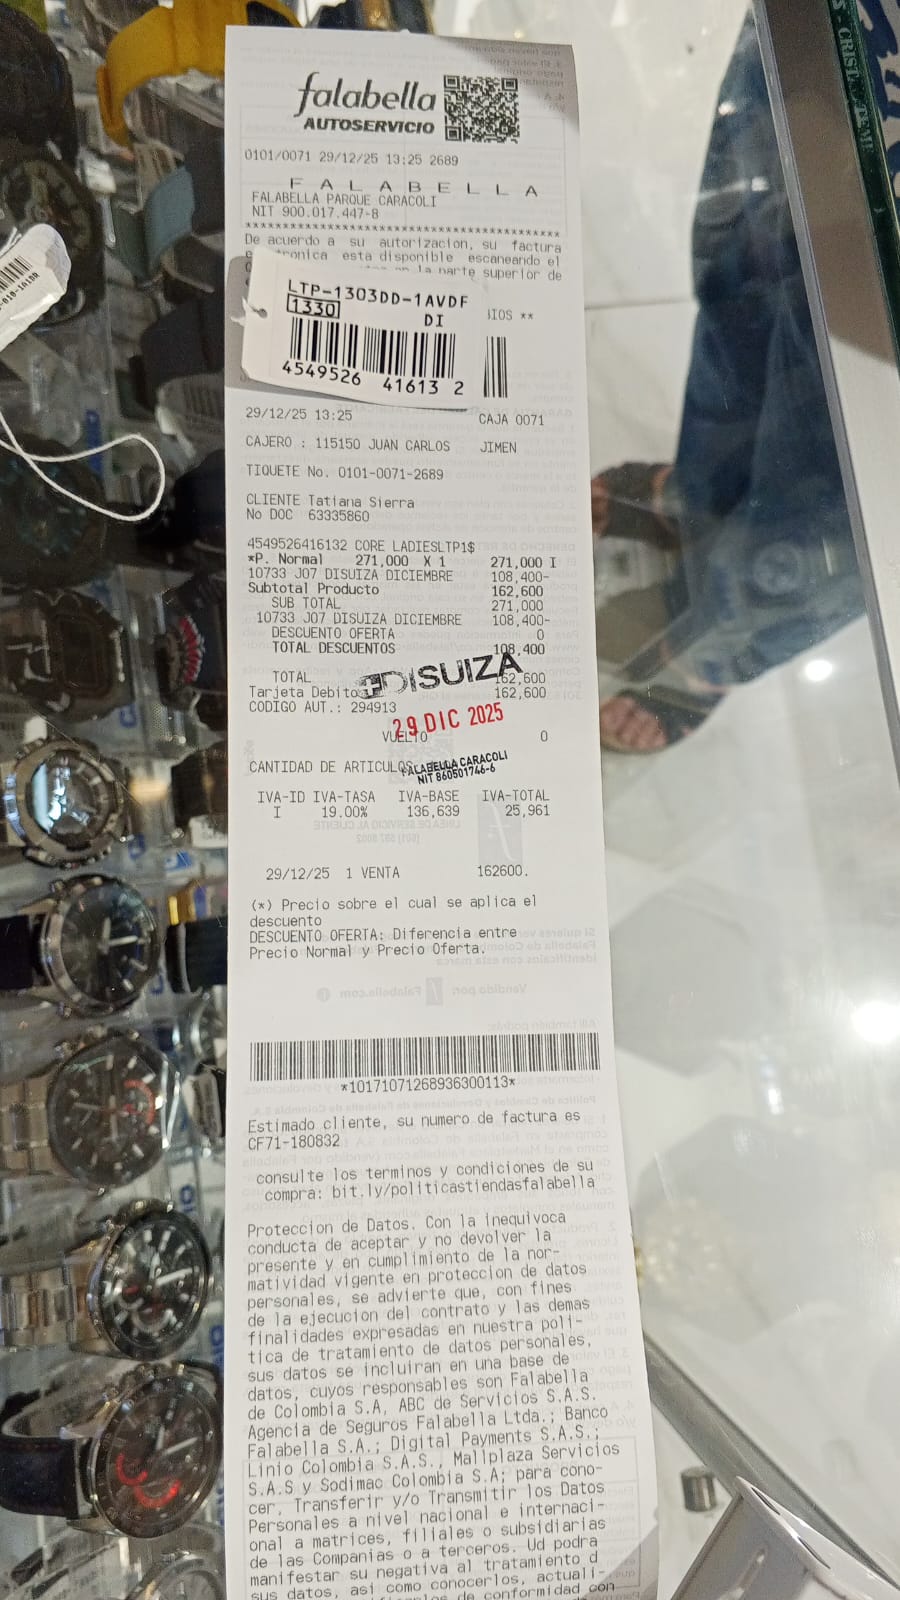 falabella
AUTOSERVICIO
0101/0071 29/12/25 13:25 2689
F A L A B E L L A
FALABELLA PARQUE CARACOLI
NIT 900.017.447-8
****************************************
De acuerdo a su autorizacion, su factura
esta disponible escaneando el
la parte superior de
LTP-1303DD-1AVDF
1330
DI
**
4549526 41613 2
29/12/25 13:25 CAJA 0071
CAJERO : 115150 JUAN CARLOS JIMEN
TIQUETE No. 0101-0071-2689
CLIENTE Tatiana Sierra
No DOC 63335860
4549526416132 CORE LADIESLTP1$
*P. Normal 271,000 X 1 271,000 I
10733 J07 DISUIZA DICIEMBRE 108,400-
Subtotal Producto 162,600
SUB TOTAL 271,000
10733 J07 DISUIZA DICIEMBRE 108,400-
DESCUENTO OFERTA 0
TOTAL DESCUENTOS 108,400
TOTAL 162,600
DISUIZA
Tarjeta Debito 162,600
CODIGO AUT.: 294913
29 DIC 2025
VUELTO 0
CANTIDAD DE ARTICULOS
FALABELLA CARACOLI
NIT 860501746-6
IVA-ID IVA-TASA IVA-BASE IVA-TOTAL
I 19.00% 136,639 25,961
29/12/25 1 VENTA 162600.
(*) Precio sobre el cual se aplica el
descuento
DESCUENTO OFERTA: Diferencia entre
Precio Normal y Precio Oferta.
*10171071268936300113*
Estimado cliente, su numero de factura es
CF71-180832
consulte los terminos y condiciones de su
compra: bit.ly/politicastiendasfalabella
Proteccion de Datos. Con la inequivoca
conducta de aceptar y no devolver la
presente y en cumplimiento de la nor-
matividad vigente en proteccion de datos
personales, se advierte que, con fines
de la ejecucion del contrato y las demas
finalidades expresadas en nuestra poli-
tica de tratamiento de datos personales,
sus datos se incluiran en una base de
datos, cuyos responsables son Falabella
de Colombia S.A, ABC de Servicios S.A.S.
Agencia de Seguros Falabella Ltda.; Banco
Falabella S.A.; Digital Payments S.A.S.;
Linio Colombia S.A.S., Mallplaza Servicios
S.A.S y Sodimac Colombia S.A; para cono-
cer, Transferir y/o Transmitir los Datos
Personales a nivel nacional e internaci-
onal a matrices, filiales o subsidiarias
de las Companias o a terceros. Ud podra
manifestar su negativa al tratamiento d
sus datos, asi como conocerlos, actuali-
de conformidad con